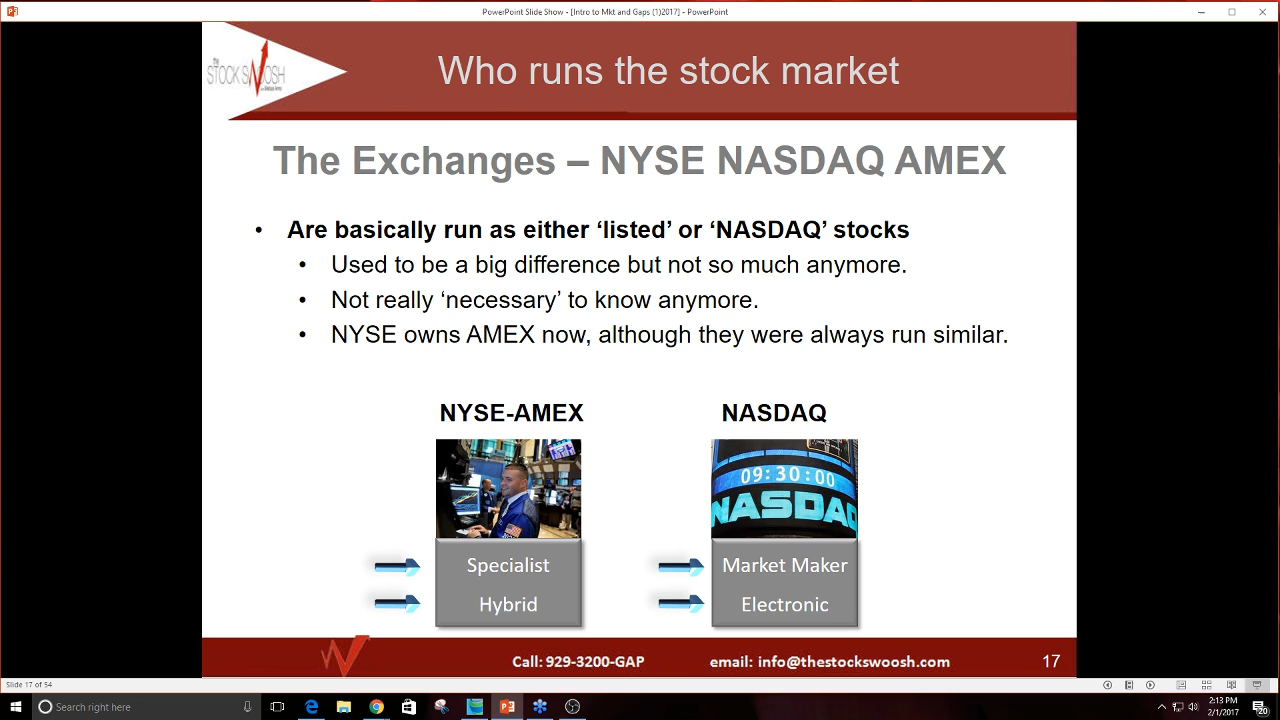 PowerPoint Slide Show - [Intro to Mkt and Gaps (1)2017] - PowerPoint
The
STOCK SWOOSH
Who runs the stock market
The Exchanges – NYSE NASDAQ AMEX
• Are basically run as either ‘listed’ or ‘NASDAQ’ stocks
• Used to be a big difference but not so much anymore.
• Not really ‘necessary’ to know anymore.
• NYSE owns AMEX now, although they were always run similar.
NYSE-AMEX
NASDAQ
09:30:00
NASDAQ
Specialist
Market Maker
Hybrid
Electronic
Call: 929-3200-GAP
email: info@thestockswoosh.com
17
Slide 17 of 54
Search right here
2:13 PM
2/1/2017
20